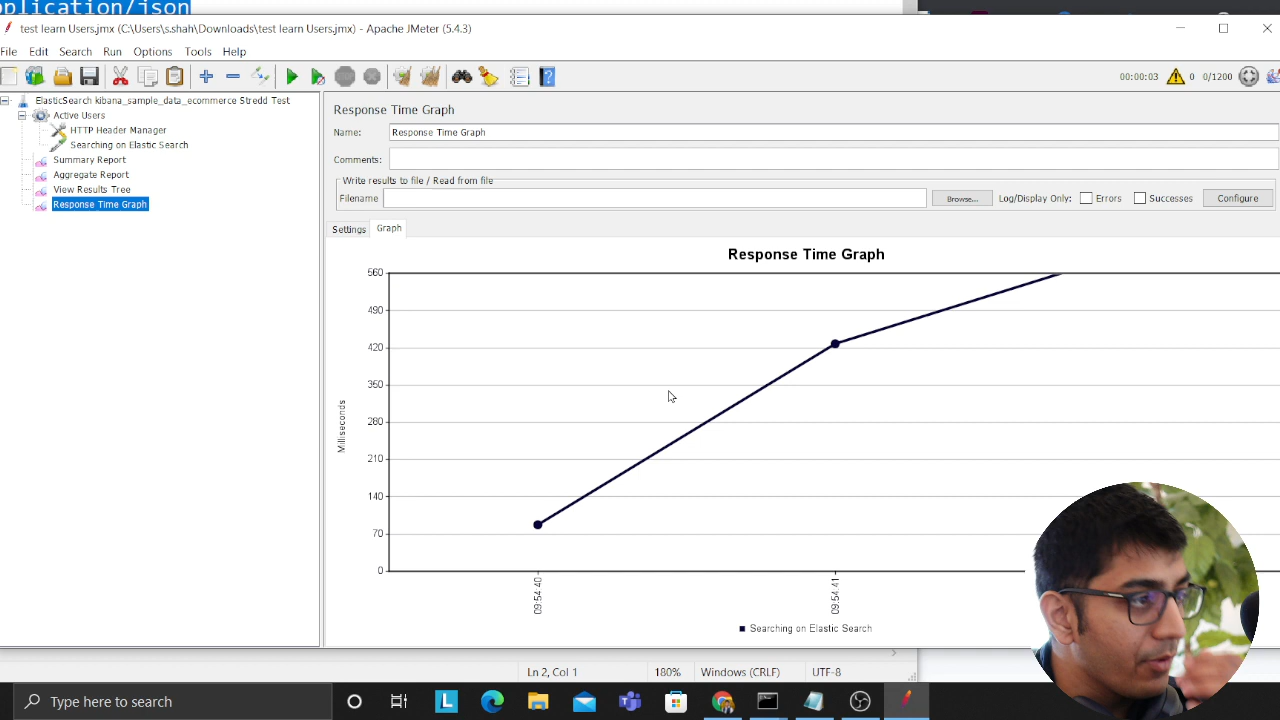 pplication/json
test learn Users.jmx (C:\Users\s.shah\Downloads\test learn Users.jmx) - Apache JMeter (5.4.3)
File Edit Search Run Options Tools Help
00:00:03 0 0/1200
ElasticSearch kibana_sample_data_ecommerce Stredd Test
Active Users
HTTP Header Manager
Searching on Elastic Search
Summary Report
Aggregate Report
View Results Tree
Response Time Graph
Response Time Graph
Name: Response Time Graph
Comments:
Write results to file / Read from file
Filename Browse... Log/Display Only: Errors Successes Configure
Settings Graph
Response Time Graph
560
490
420
350
280
210
140
70
0
Milliseconds
09:54:40
09:54:41
Searching on Elastic Search
Ln 2, Col 1 180% Windows (CRLF) UTF-8
Type here to search